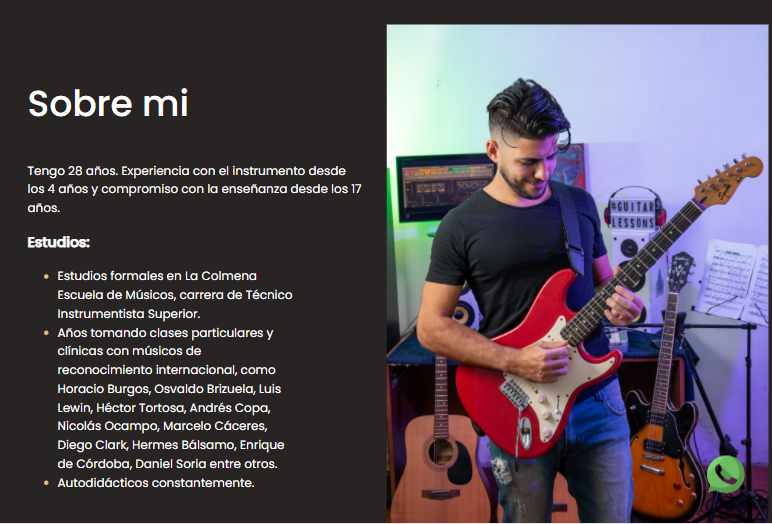 Sobre mi
Tengo 28 años. Experiencia con el instrumento desde
los 4 años y compromiso con la enseñanza desde los 17
años.
Estudios:
Estudios formales en La Colmena
Escuela de Músicos, carrera de Técnico
Instrumentista Superior.
Años tomando clases particulares y
clínicas con músicos de
reconocimiento internacional, como
Horacio Burgos, Osvaldo Brizuela, Luis
Lewin, Héctor Tortosa, Andrés Copa,
Nicolás Ocampo, Marcelo Cáceres,
Diego Clark, Hermes Bálsamo, Enrique
de Córdoba, Daniel Soria entre otros.
Autodidácticos constantemente.
#GUITAR
LESSONS